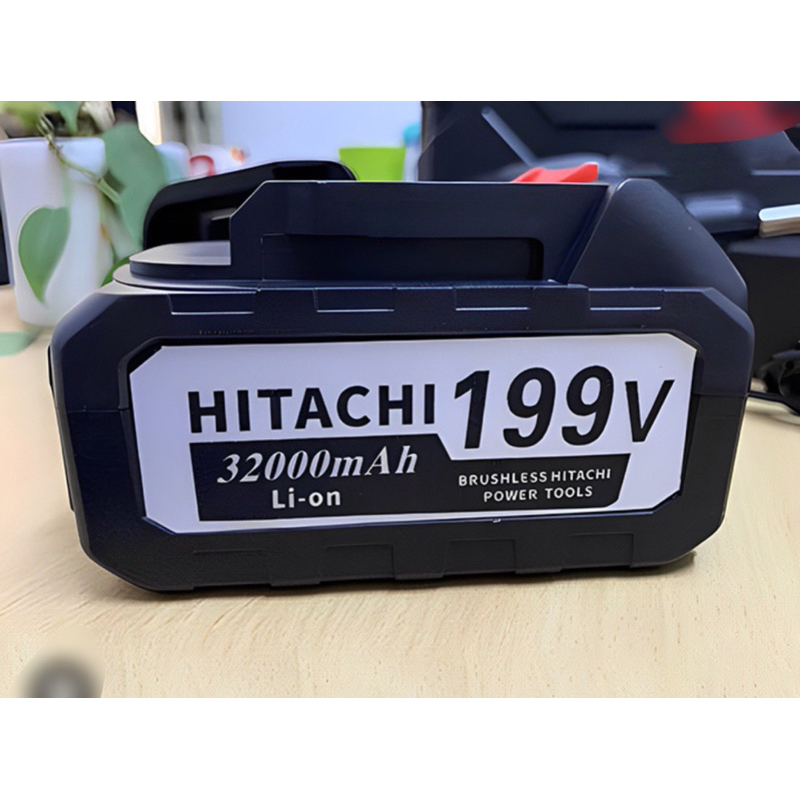 HITACHI 199V
32000mAh
Li-on
BRUSHLESS HITACHI
POWER TOOLS